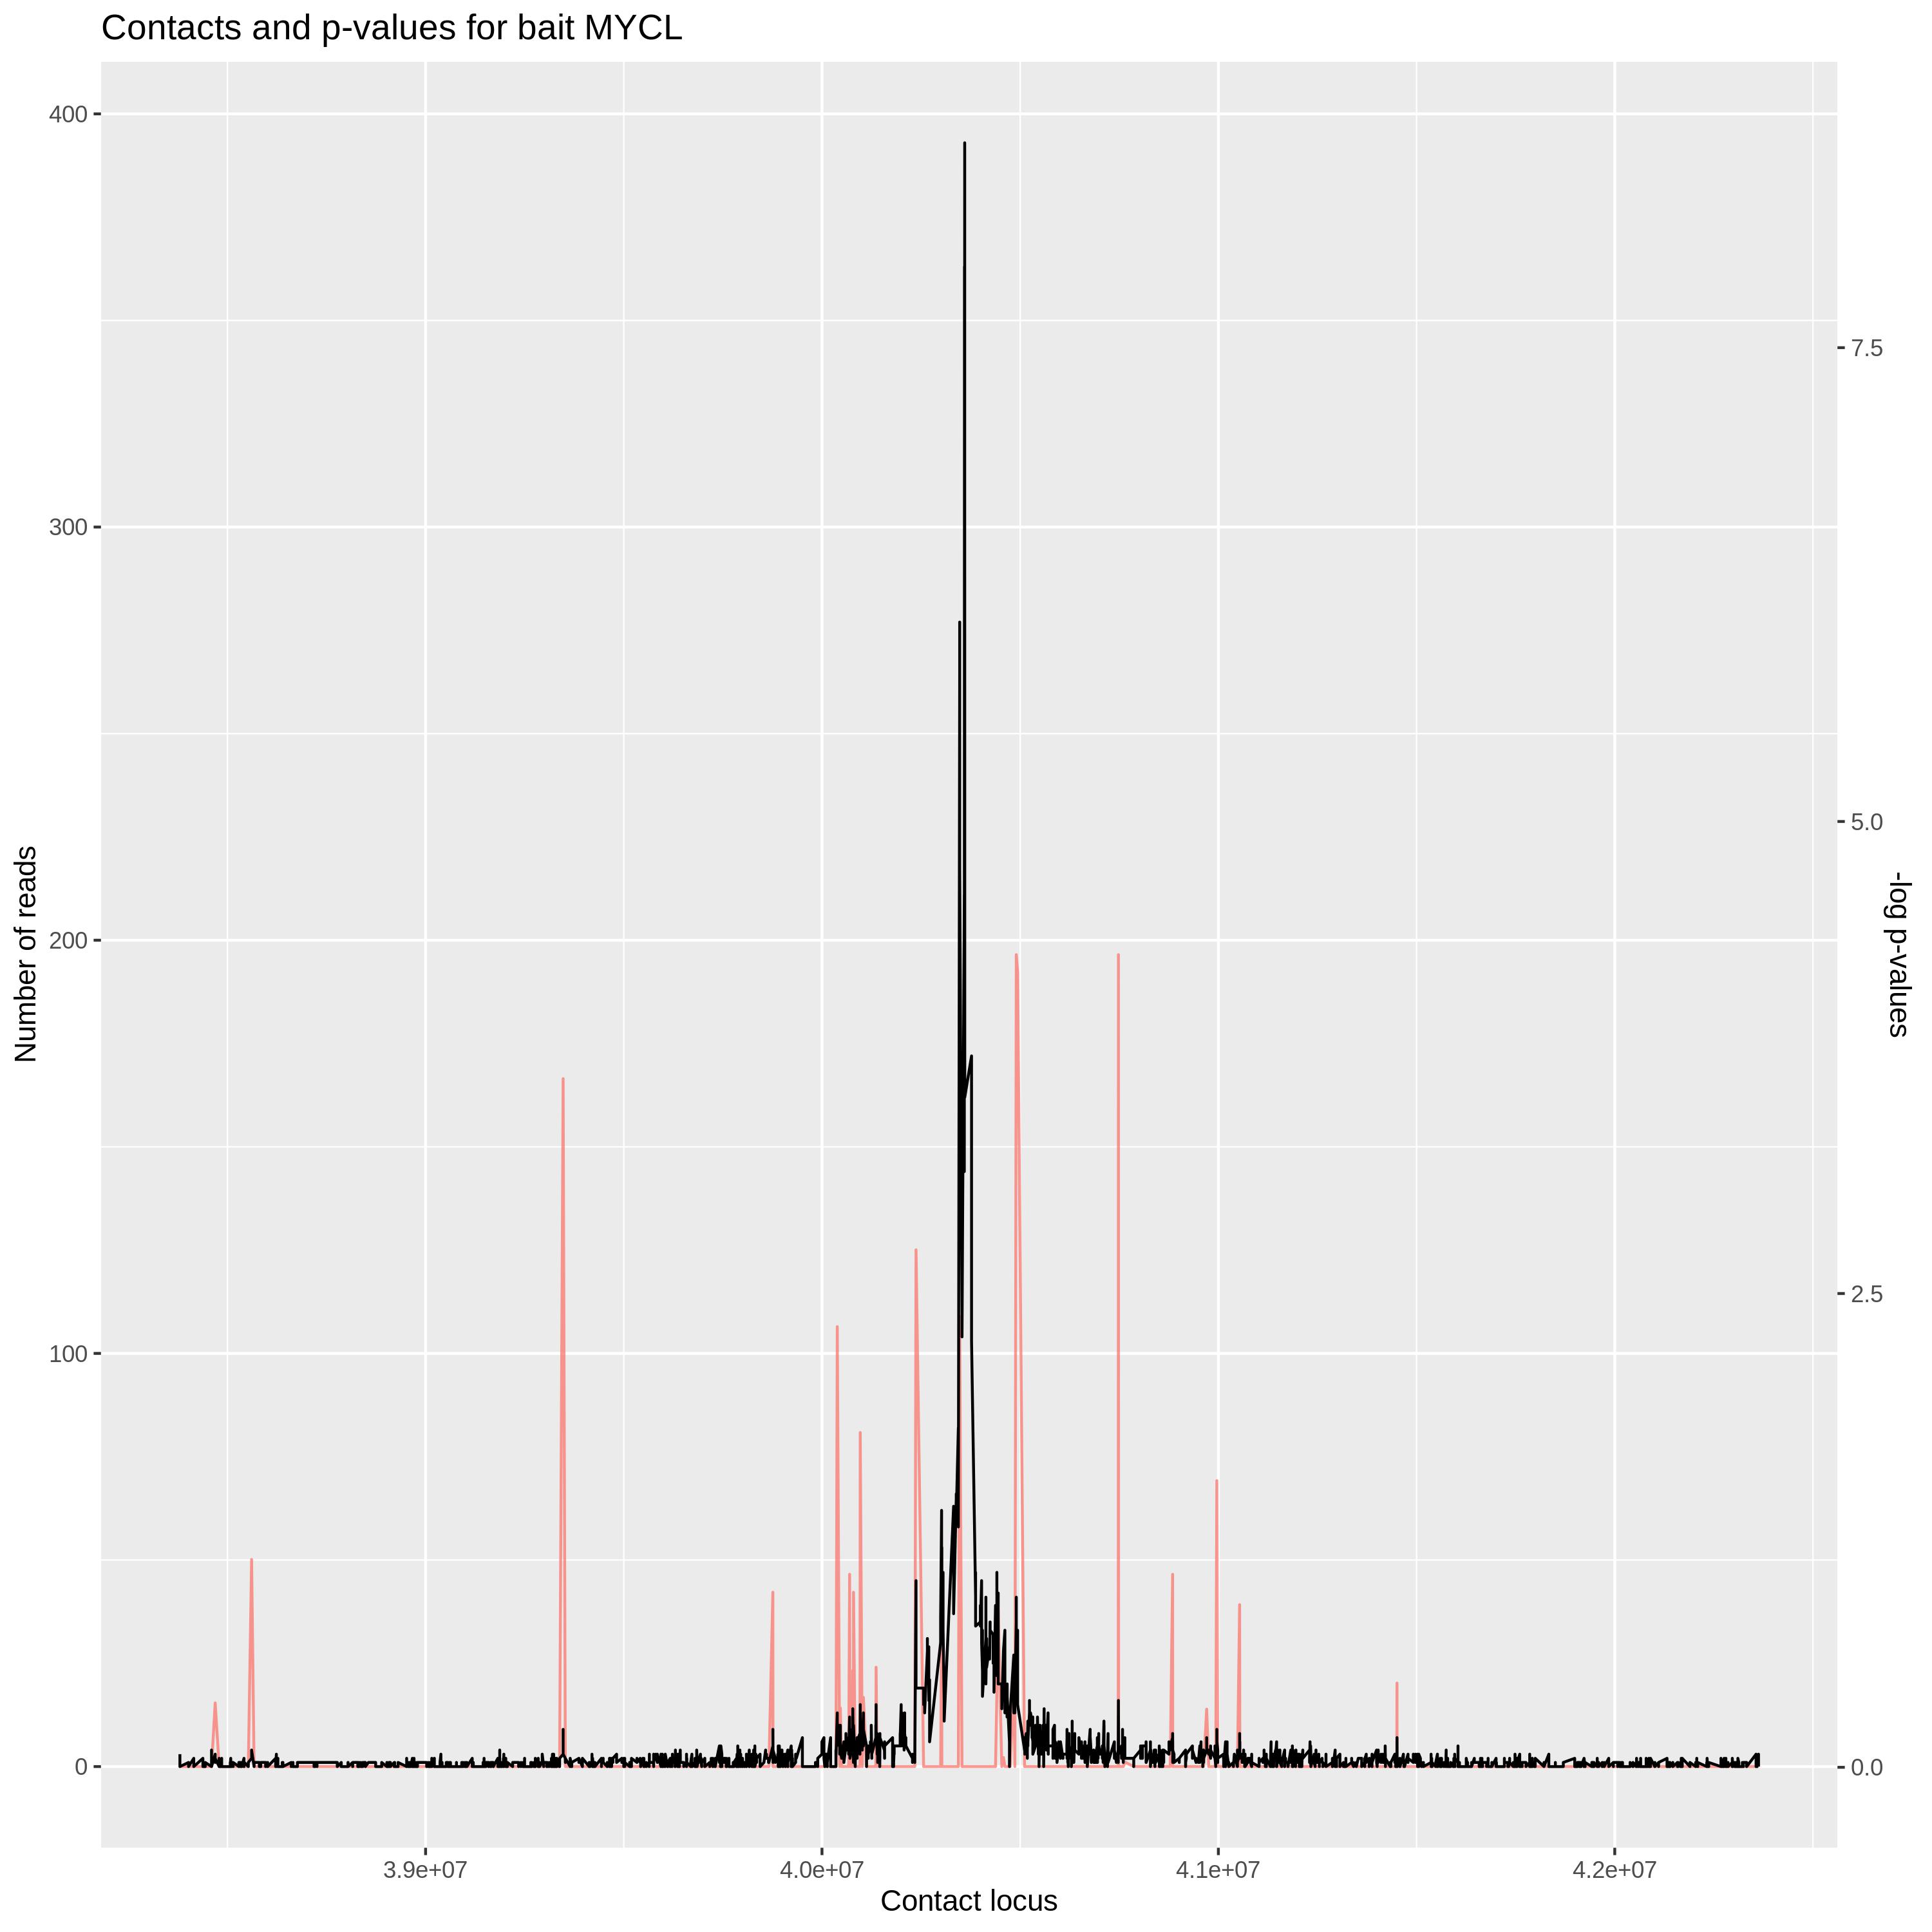 Contacts and p-values for bait MYCL
400
300
200
100
0
Number of reads
7.5
5.0
2.5
0.0
-log p-values
3.9e+07 4.0e+07 4.1e+07 4.2e+07
Contact locus